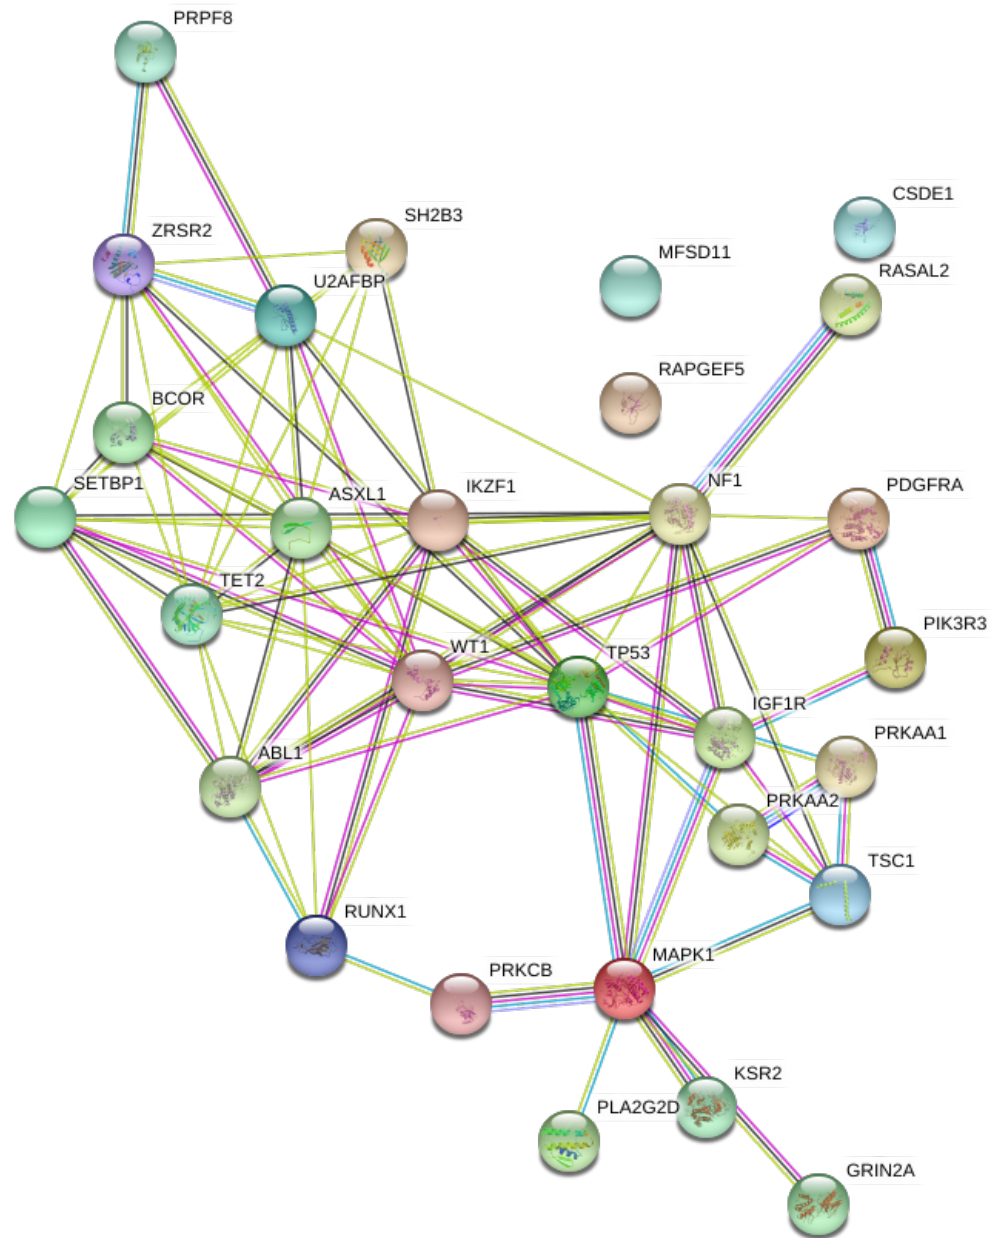 PRPF8
CSDE1
SH2B3
ZRSR2
MFSD11
RASAL2
U2AFBP
RAPGEF5
BCOR
NF1
SETBP1
IKZF1
PDGFRA
ASXL1
TET2
PIK3R3
WT1
TP53
IGF1R
PRKAA1
ABL1
PRKAA2
TSC1
RUNX1
MAPK1
PRKCB
KSR2
PLA2G2D
GRIN2A